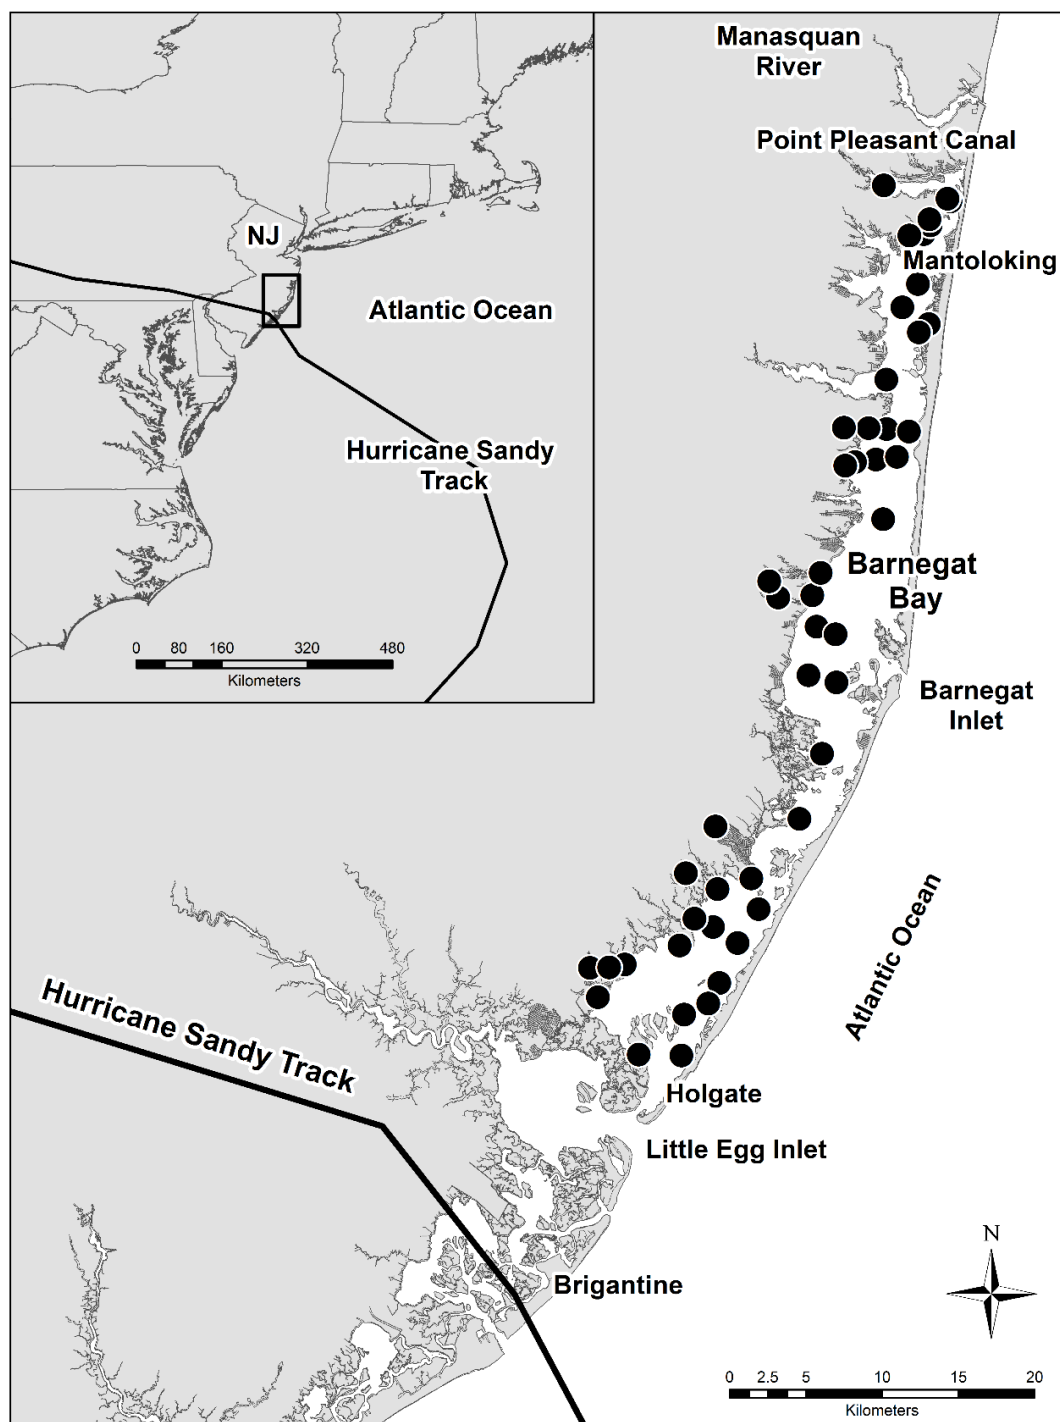 Manasquan
River
Point Pleasant Canal
NJ
Mantoloking
Atlantic Ocean
Hurricane Sandy
Track
Barnegat
Bay
0 80 160 320 480
Kilometers
Barnegat
Inlet
Atlantic Ocean
Hurricane Sandy Track
Holgate
Little Egg Inlet
N
Brigantine
0 2.5 5 10 15 20
Kilometers